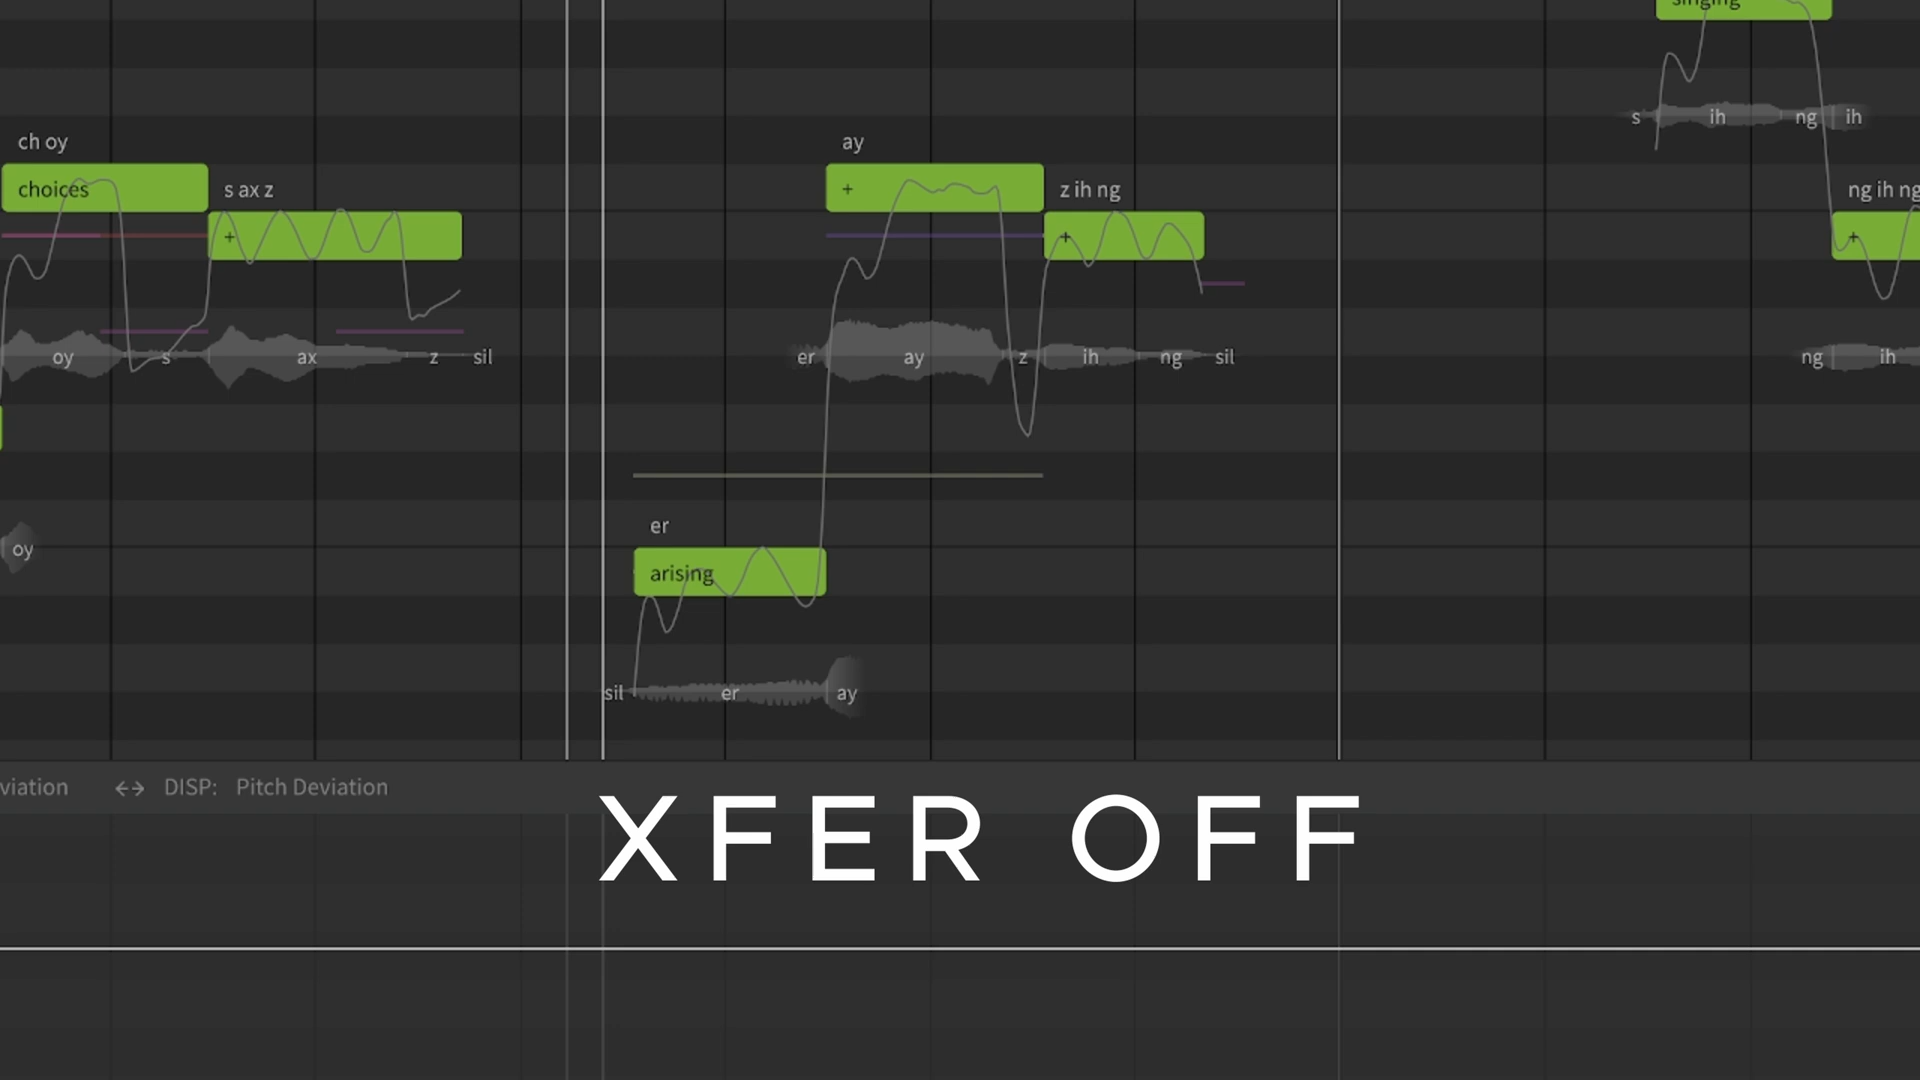 singing
s ih ng ih
ch oy
ay
choices
s ax z
+
z ih ng
ng ih ng
+
+
+
oy s ax z sil
er ay z ih ng sil
ng ih
er
oy
arising
sil er ay
viation
DISP: Pitch Deviation
XFER OFF